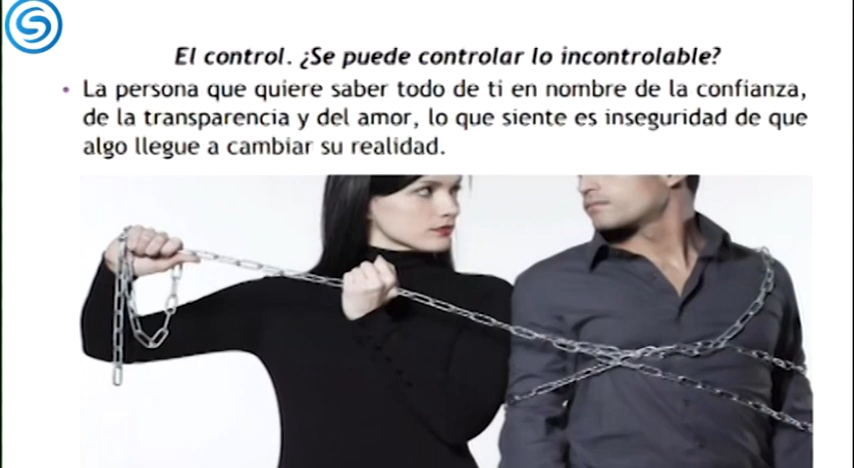 El control. ¿Se puede controlar lo incontrolable?
• La persona que quiere saber todo de ti en nombre de la confianza,
de la transparencia y del amor, lo que siente es inseguridad de que
algo llegue a cambiar su realidad.